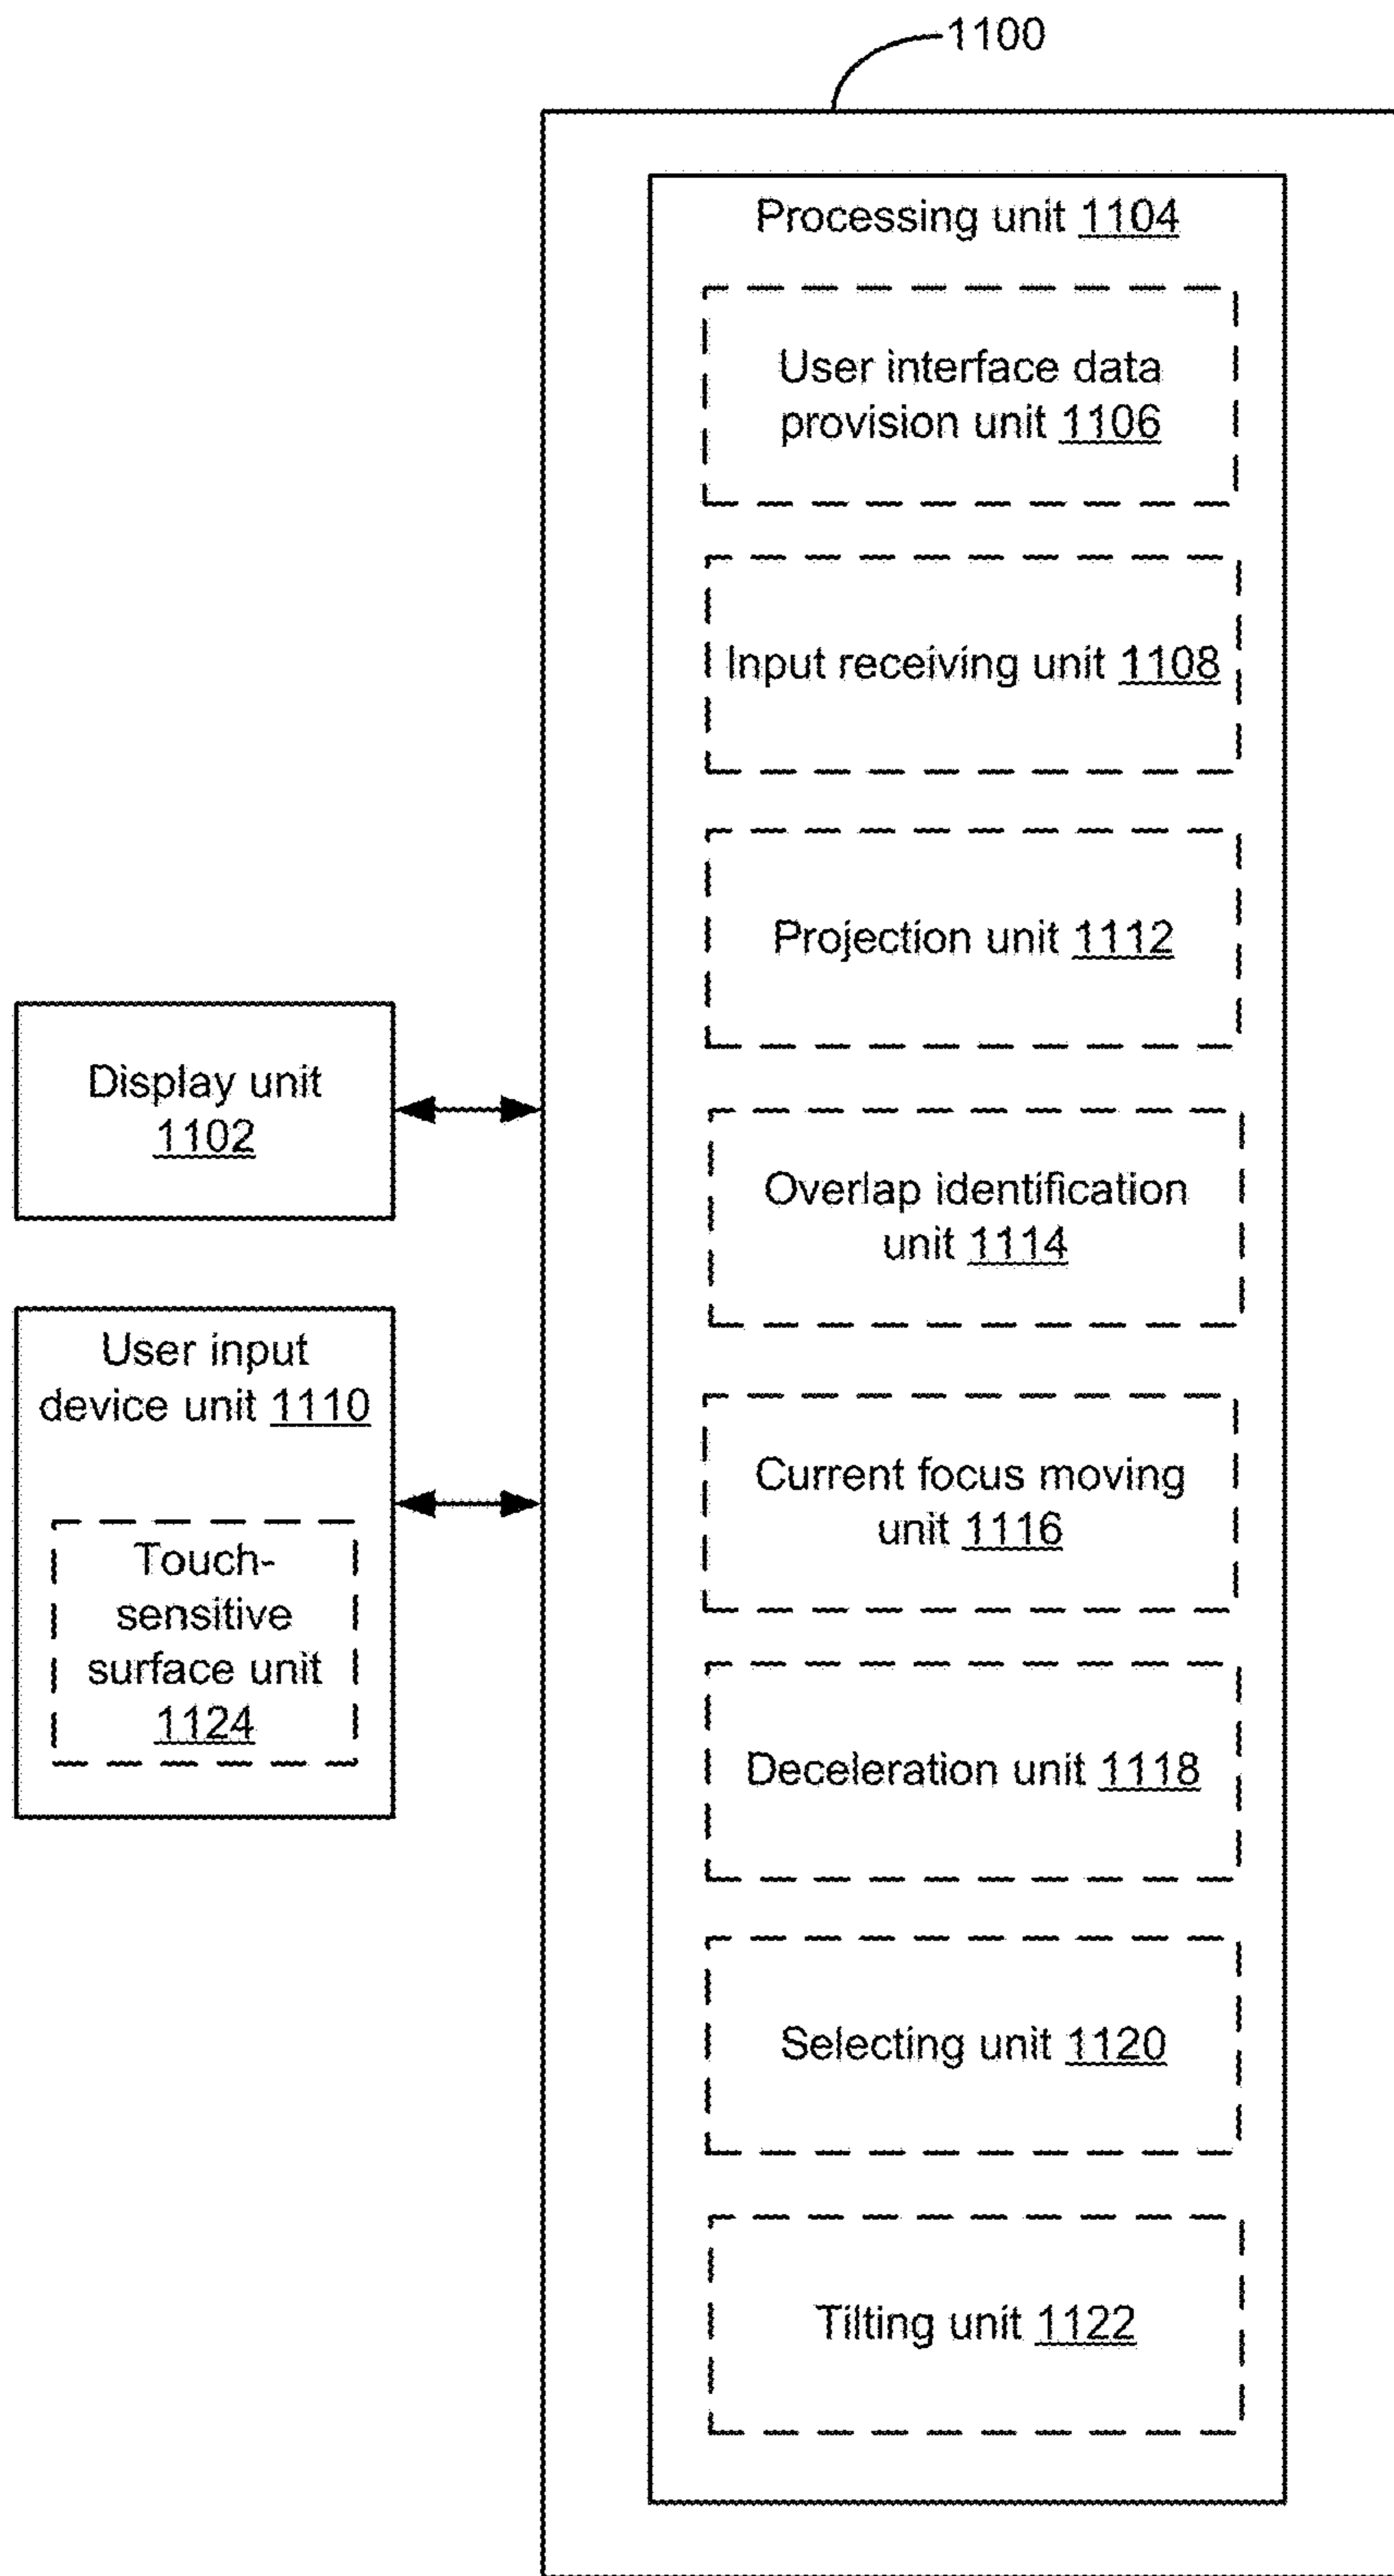 1100
Processing unit 1104
User interface data
provision unit 1106
Input receiving unit 1108
Projection unit 1112
Display unit
1102
Overlap identification
unit 1114
User input
device unit 1110
Touch-
sensitive
surface unit
1124
Current focus moving
unit 1116
Deceleration unit 1118
Selecting unit 1120
Tilting unit 1122